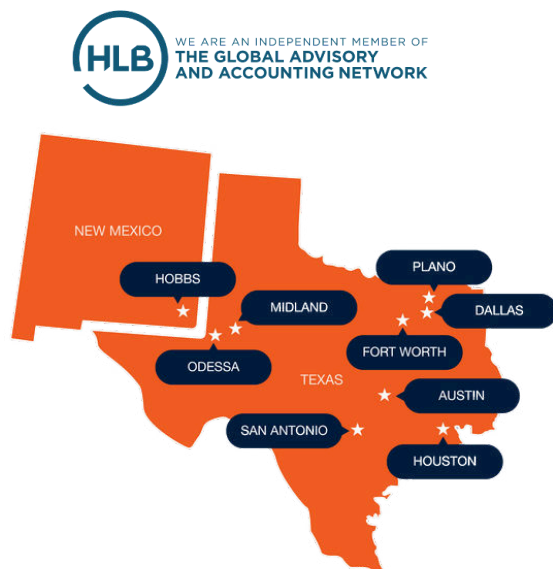 HLB
WE ARE AN INDEPENDENT MEMBER OF
THE GLOBAL ADVISORY
AND ACCOUNTING NETWORK
NEW MEXICO
HOBBS
PLANO
MIDLAND
DALLAS
ODESSA
FORT WORTH
TEXAS
AUSTIN
SAN ANTONIO
HOUSTON